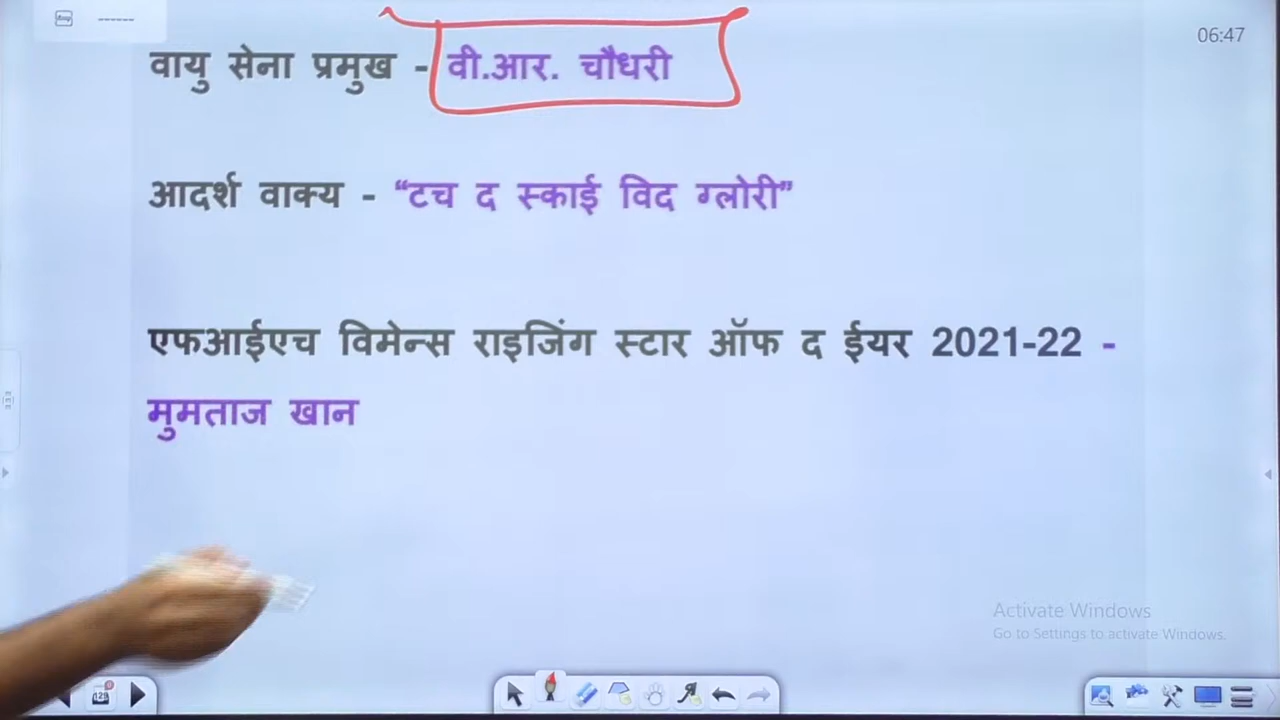 06:47
वायु सेना प्रमुख - वी.आर. चौधरी
आदर्श वाक्य - “टच द स्काई विद ग्लोरी”
एफआईएच विमेन्स राइजिंग स्टार ऑफ द ईयर 2021-22 -
मुमताज खान
Activate Windows
Go to Settings to activate Windows.
129